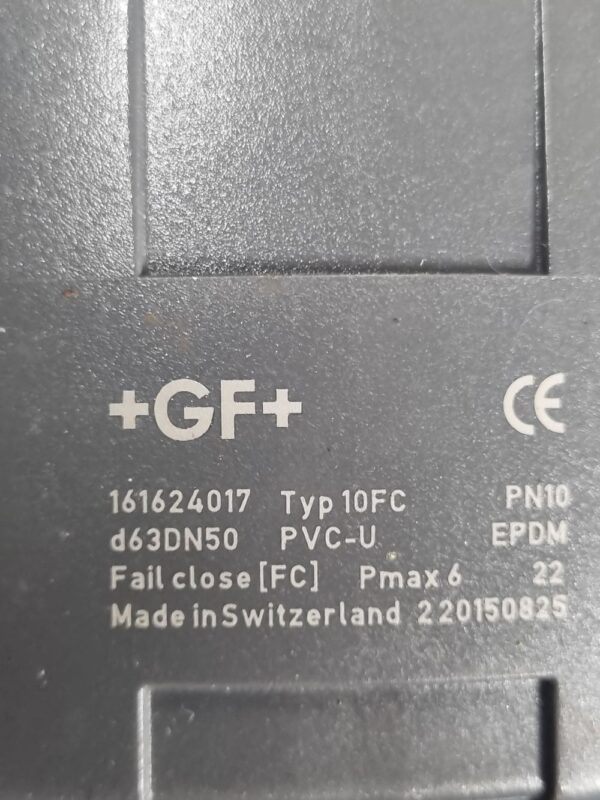 +GF+ CE
161624017 Typ 10FC PN10
d63DN50 PVC-U EPDM
Fail close [FC] Pmax 6 22
Made in Switzerland 220150825